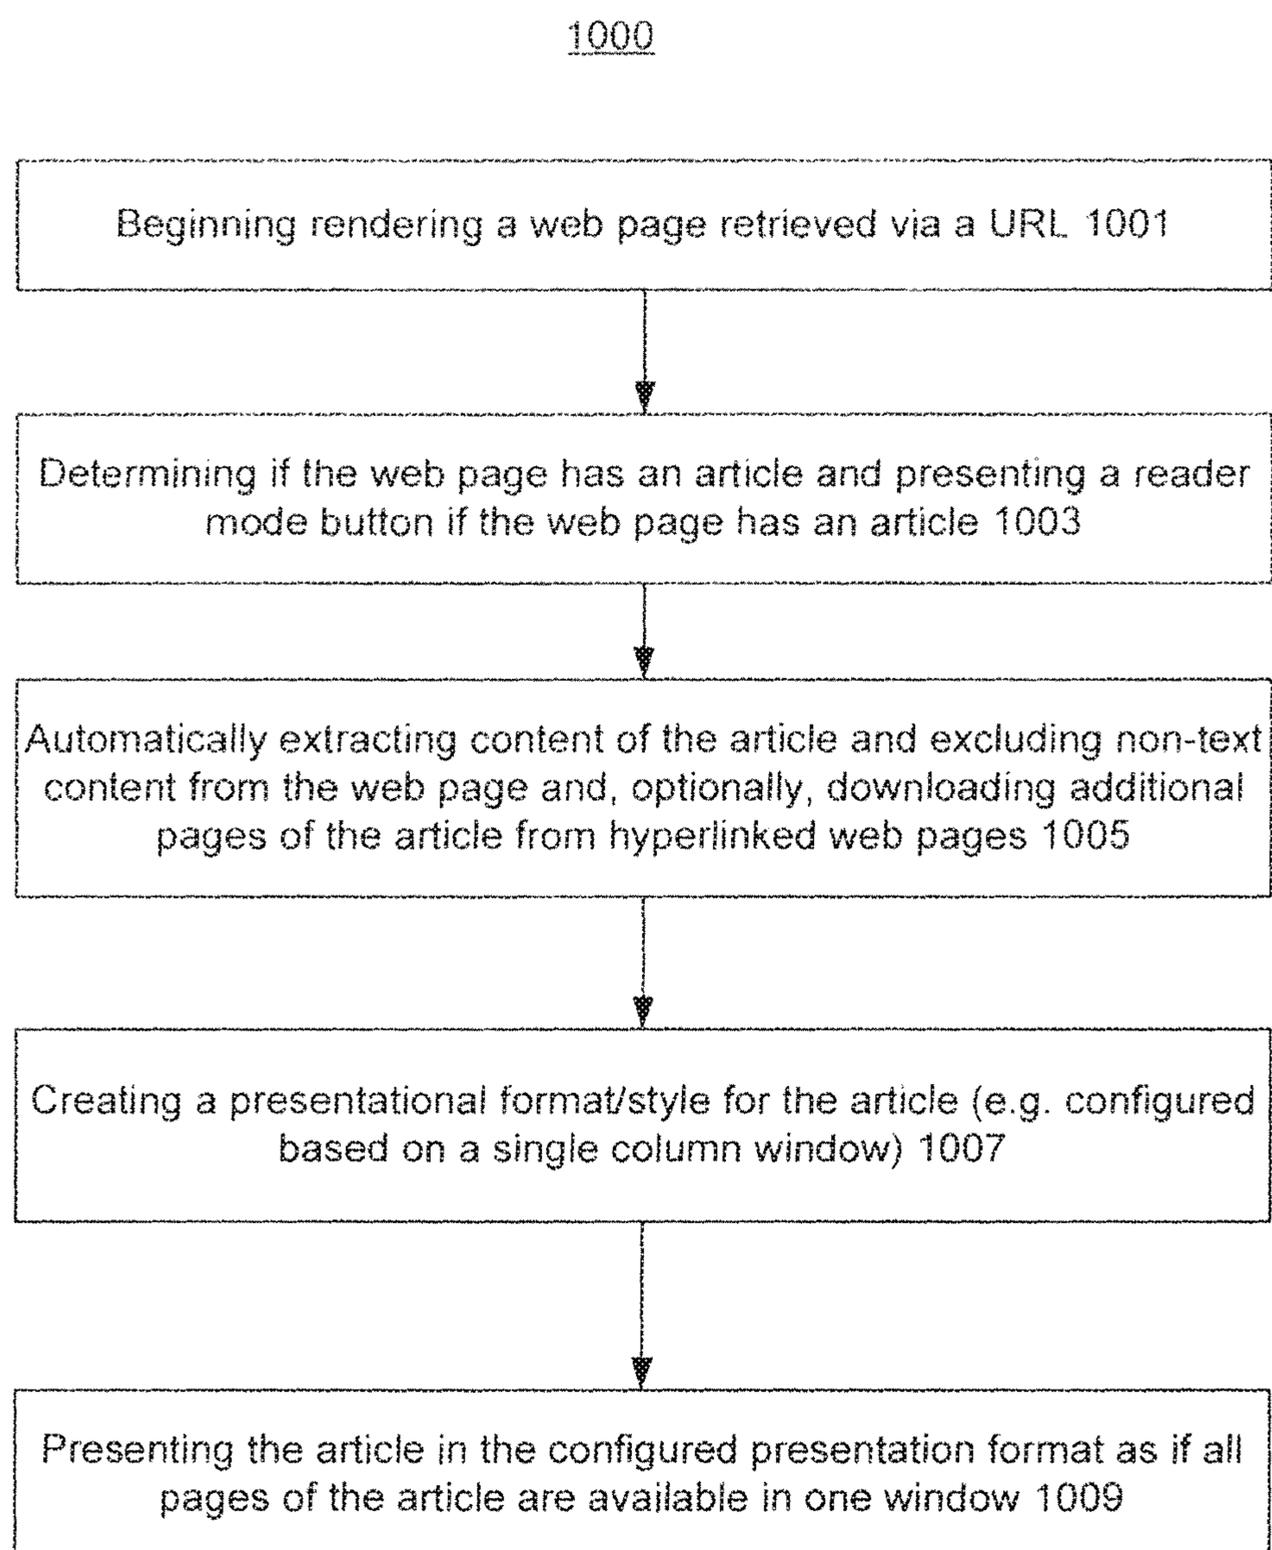 1000
Beginning rendering a web page retrieved via a URL 1001
Determining if the web page has an article and presenting a reader
mode button if the web page has an article 1003
Automatically extracting content of the article and excluding non-text
content from the web page and, optionally, downloading additional
pages of the article from hyperlinked web pages 1005
Creating a presentational format/style for the article (e.g. configured
based on a single column window) 1007
Presenting the article in the configured presentation format as if all
pages of the article are available in one window 1009